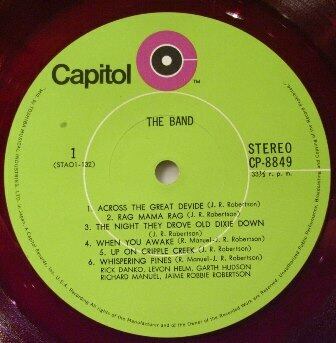 Capitol
TM
THE BAND
1
(STAO1-132)
STEREO
CP-8849
33⅓ r. p. m.
1. ACROSS THE GREAT DEVIDE (J. R. Robertson)
2. RAG MAMA RAG (J. R. Robertson)
3. THE NIGHT THEY DROVE OLD DIXIE DOWN
(J. R. Robertson)
4. WHEN YOU AWAKE (R. Manuel-J. R. Robertson)
5. UP ON CRIPPLE CREEK (J. R. Robertson)
6. WHISPERING PINES (R. Manuel-J. R. Robertson)
RICK DANKO, LEVON HELM, GARTH HUDSON
RICHARD MANUEL, JAIME ROBBIE ROBERTSON